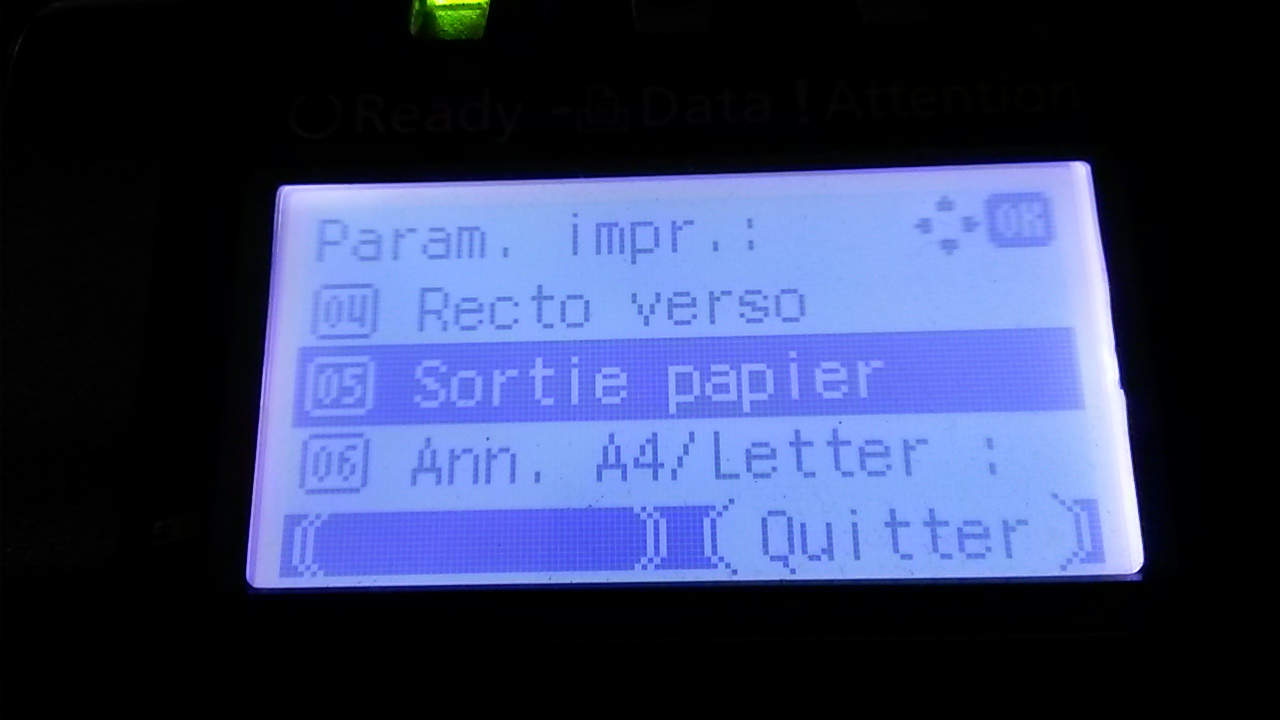 Ready Data ! Attention
Param. impr.: OK
04 Recto verso
05 Sortie papier
06 Ann. A4/Letter :
Quitter